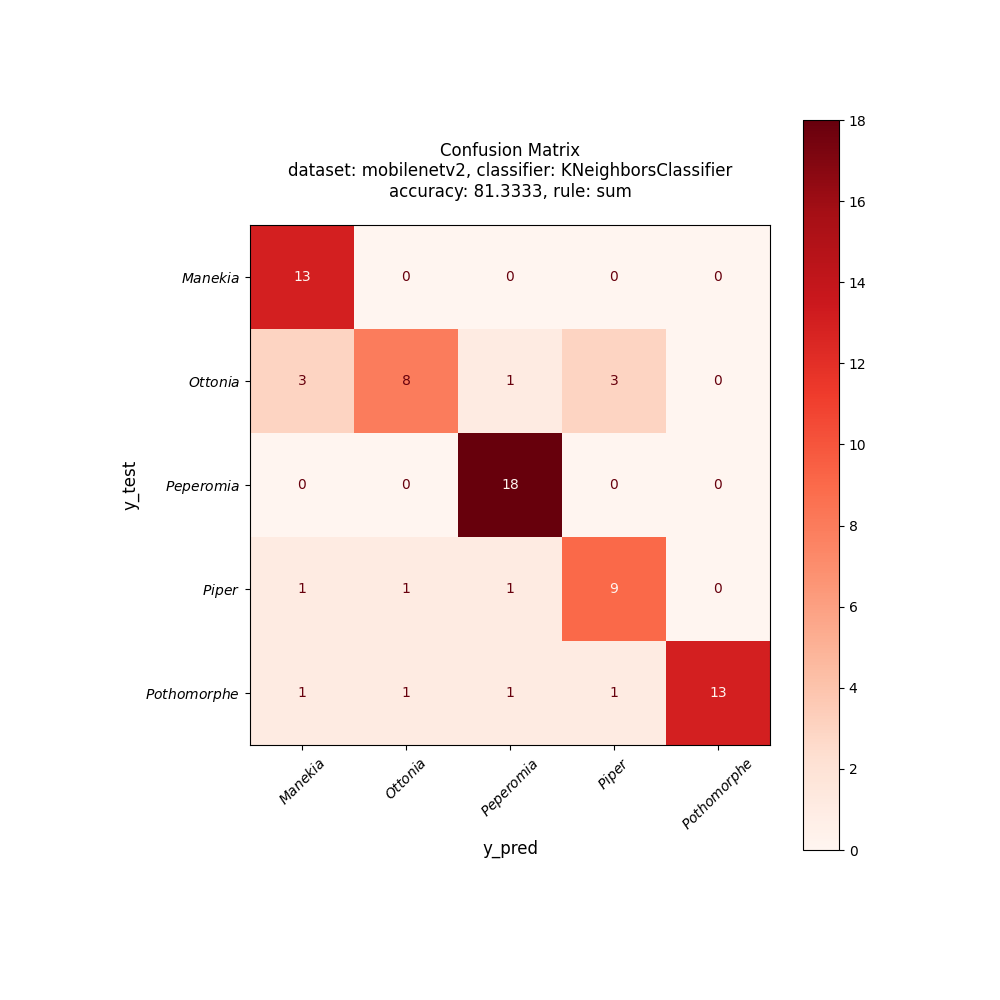 Confusion Matrix
dataset: mobilenetv2, classifier: KNeighborsClassifier
accuracy: 81.3333, rule: sum
Manekia 13 0 0 0 0
Ottonia 3 8 1 3 0
Peperomia 0 0 18 0 0
Piper 1 1 1 9 0
Pothomorphe 1 1 1 1 13
y_test
Manekia Ottonia Peperomia Piper Pothomorphe
y_pred
18
16
14
12
10
8
6
4
2
0